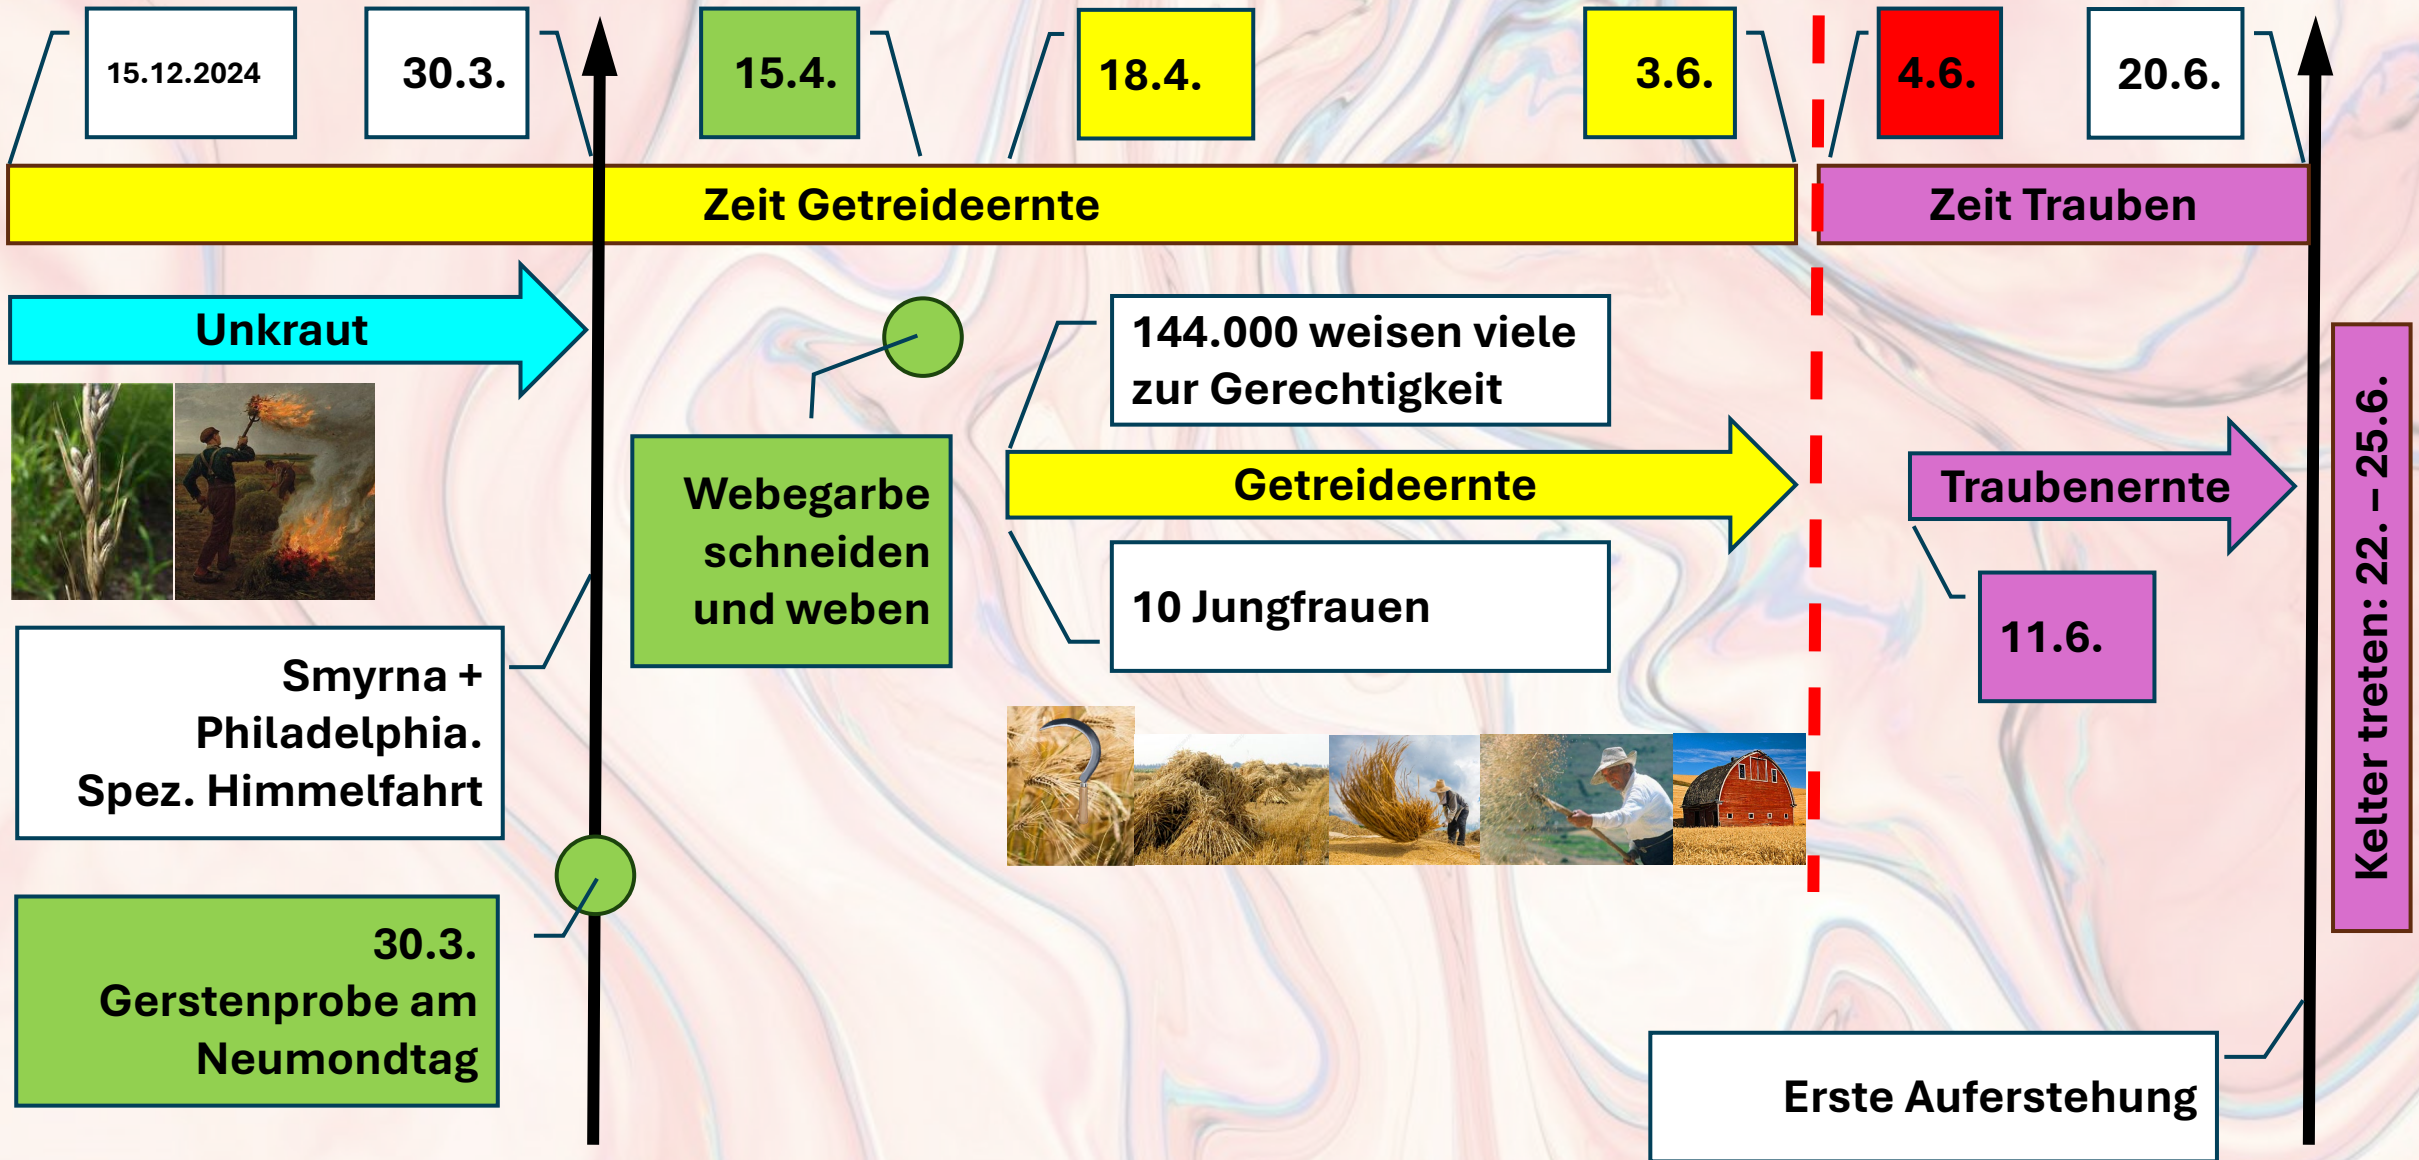 15.12.2024
30.3.
15.4.
18.4.
3.6.
4.6.
20.6.
Zeit Getreideernte
Zeit Trauben
Unkraut
144.000 weisen viele
zur Gerechtigkeit
Webegarbe
schneiden
und weben
Getreideernte
Traubenernte
10 Jungfrauen
11.6.
Kelter treten: 22. – 25.6.
Smyrna +
Philadelphia.
Spez. Himmelfahrt
30.3.
Gerstenprobe am
Neumondtag
Erste Auferstehung